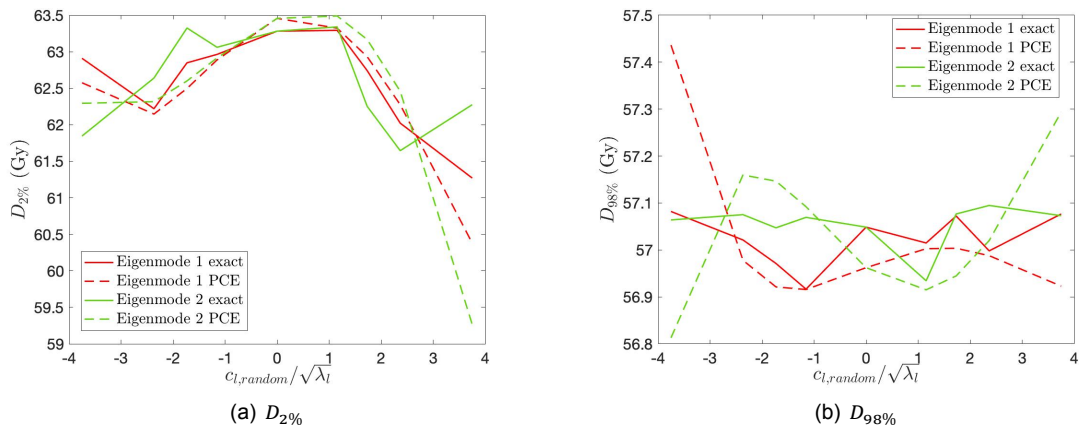 63.5
63
62.5
62
61.5
61
60.5
60
59.5
59
D2% (Gy)
Eigenmode 1 exact
Eigenmode 1 PCE
Eigenmode 2 exact
Eigenmode 2 PCE
-4 -3 -2 -1 0 1 2 3 4
c_{l,random}/√λ_l
(a) D2%
57.5
57.4
57.3
57.2
57.1
57
56.9
56.8
D98% (Gy)
Eigenmode 1 exact
Eigenmode 1 PCE
Eigenmode 2 exact
Eigenmode 2 PCE
-4 -3 -2 -1 0 1 2 3 4
c_{l,random}/√λ_l
(b) D98%